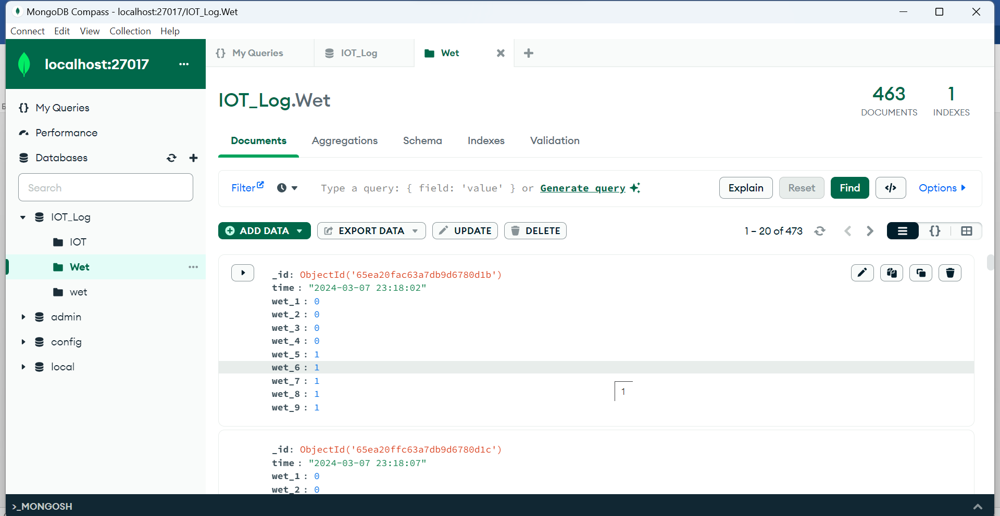 MongoDB Compass - localhost:27017/IOT_Log.Wet
Connect Edit View Collection Help
localhost:27017 ...
{} My Queries
IOT_Log
Wet
My Queries
Performance
Databases
Search
IOT_Log
IOT
Wet
wet
admin
config
local
IOT_Log.Wet
463
DOCUMENTS
1
INDEXES
Documents Aggregations Schema Indexes Validation
Filter Type a query: { field: 'value' } or Generate query Explain Reset Find </> Options
ADD DATA EXPORT DATA UPDATE DELETE 1 – 20 of 473 {}
_id: ObjectId('65ea20fac63a7db9d6780d1b')
time : "2024-03-07 23:18:02"
wet_1 : 0
wet_2 : 0
wet_3 : 0
wet_4 : 0
wet_5 : 1
wet_6 : 1
wet_7 : 1
wet_8 : 1
wet_9 : 1
1
_id: ObjectId('65ea20ffc63a7db9d6780d1c')
time : "2024-03-07 23:18:07"
wet_1 : 0
wet_2 : 0
>_MONGOSH